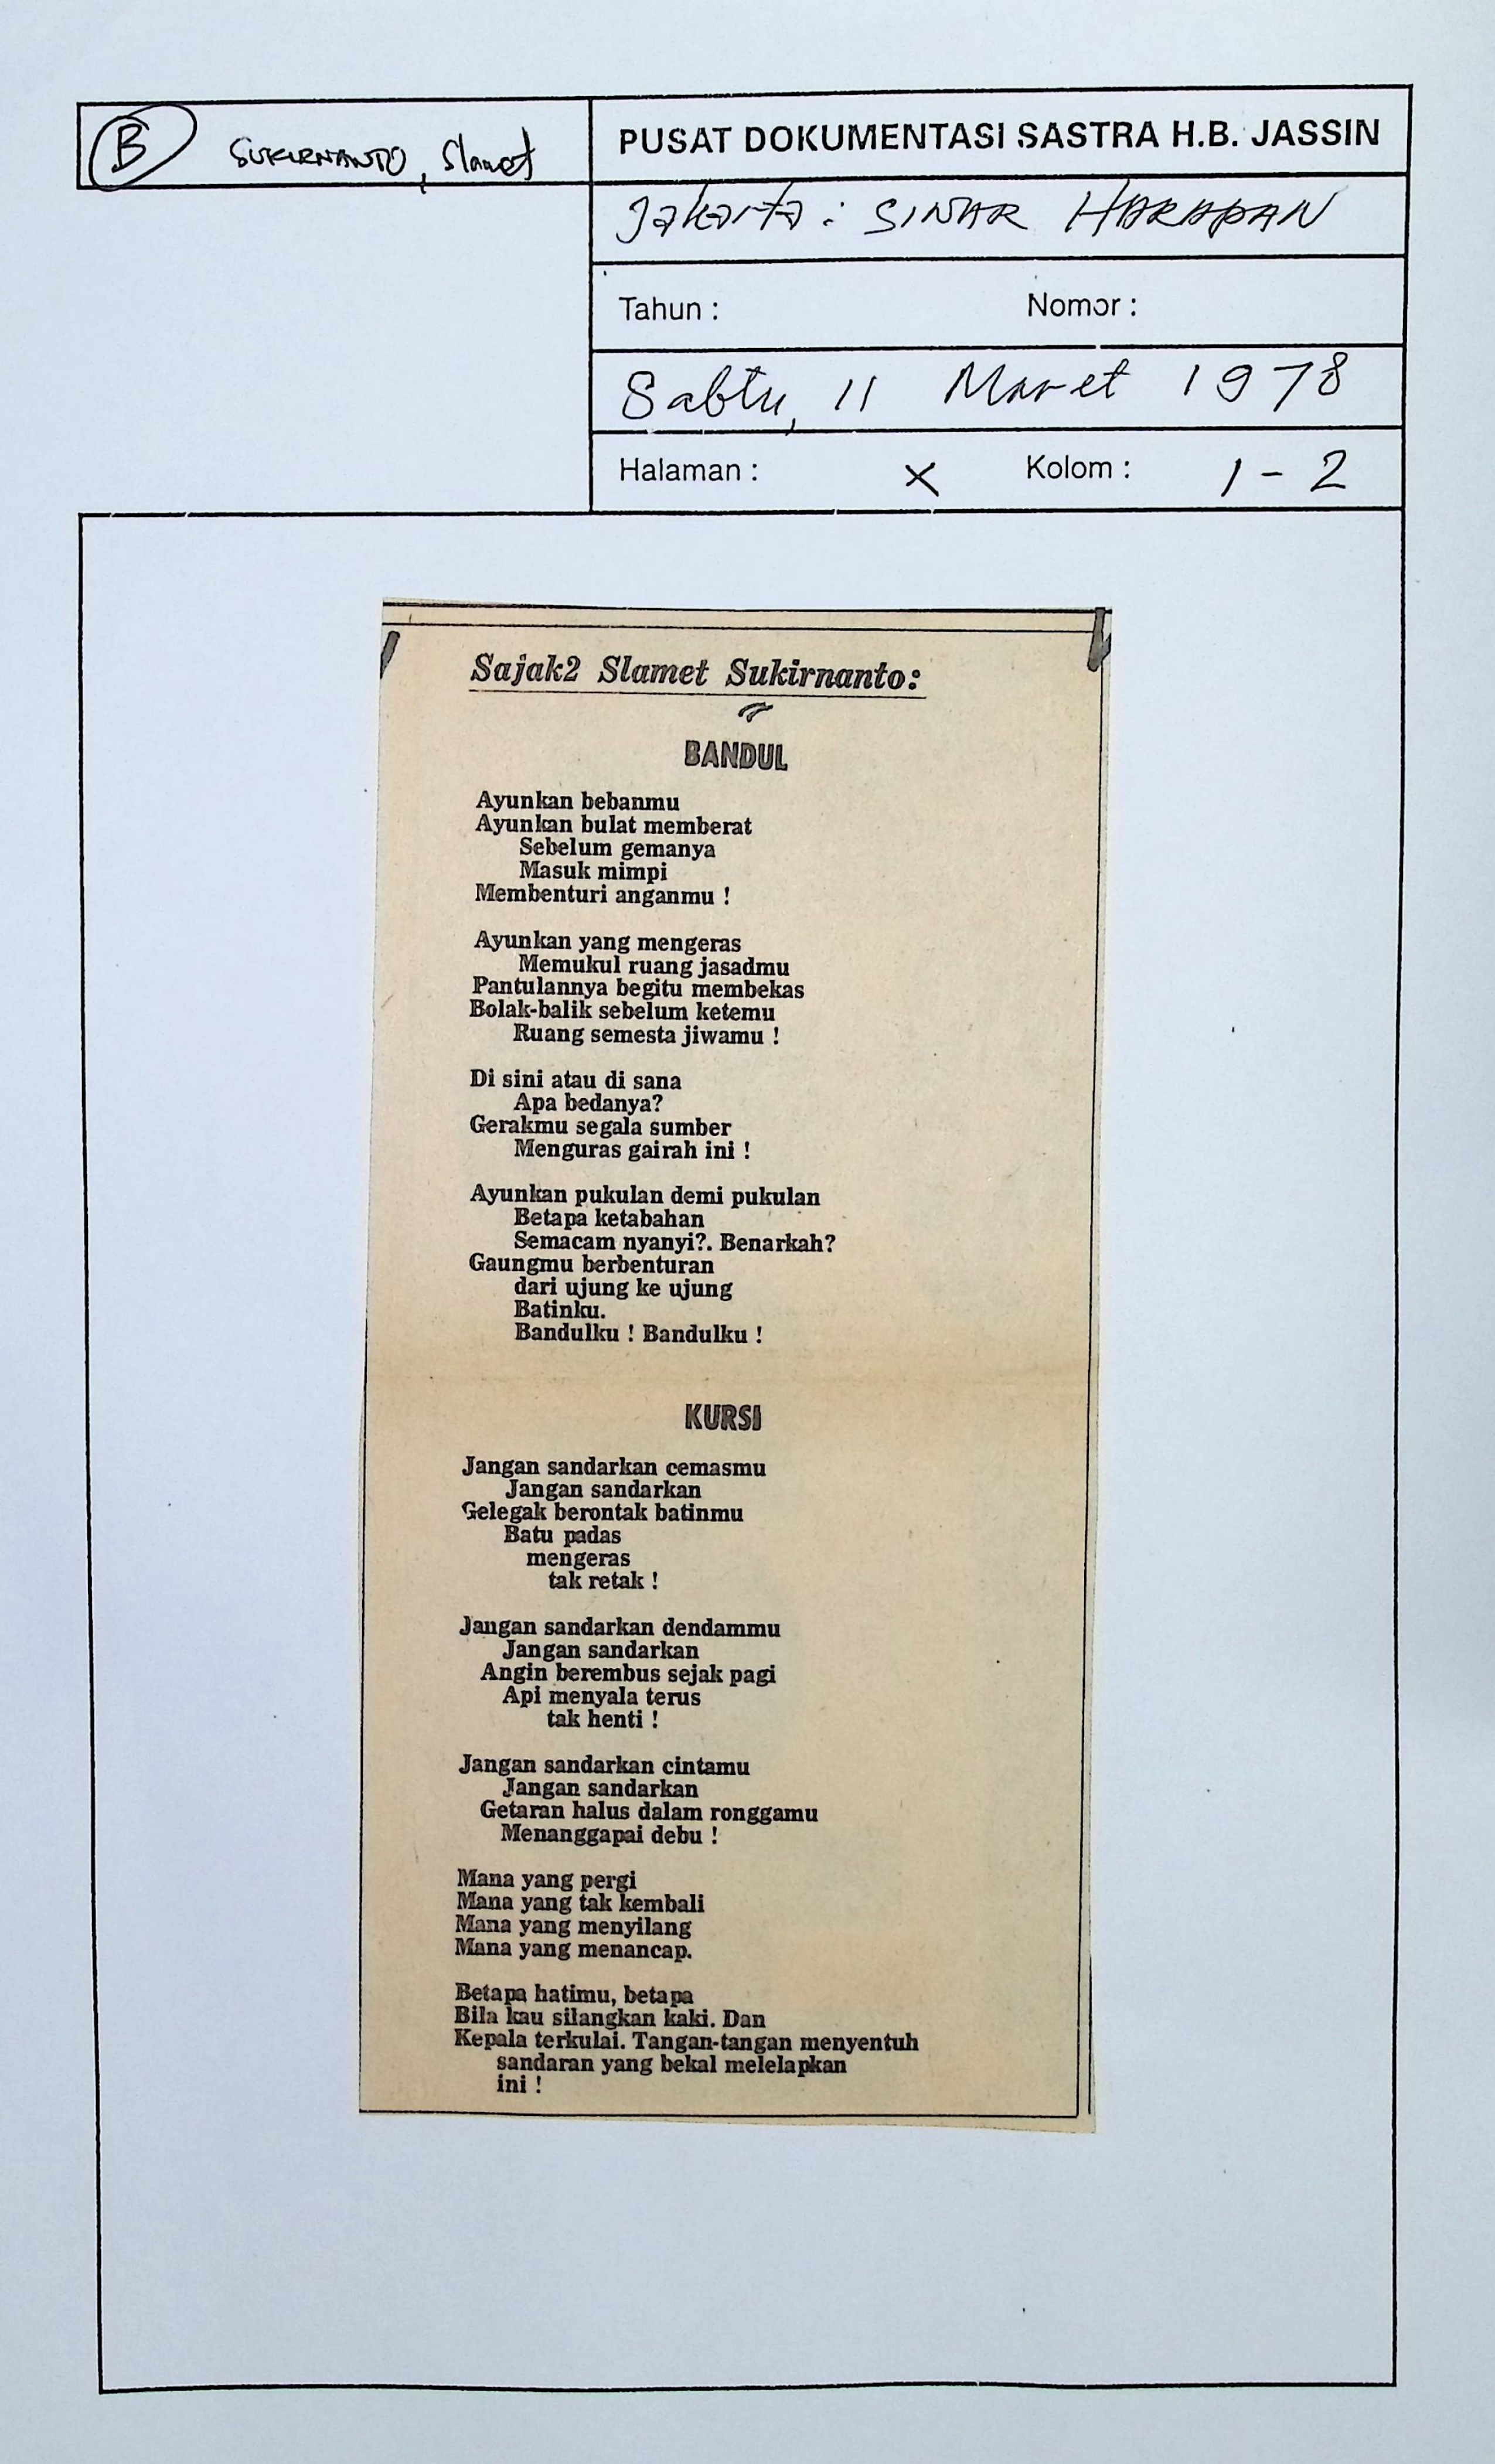 B SUKIRNANTO, Slamet
PUSAT DOKUMENTASI SASTRA H.B. JASSIN
Jakarta: SINAR HARAPAN
Tahun : Nomor :
Sabtu, 11 Maret 1978
Halaman : X Kolom : 1 - 2
Sajak2 Slamet Sukirnanto:
BANDUL
Ayunkan bebanmu
Ayunkan bulat memberat
Sebelum gemanya
Masuk mimpi
Membenturi anganmu !
Ayunkan yang mengeras
Memukul ruang jasadmu
Pantulannya begitu membekas
Bolak-balik sebelum ketemu
Ruang semesta jiwamu !
Di sini atau di sana
Apa bedanya?
Gerakmu segala sumber
Menguras gairah ini !
Ayunkan pukulan demi pukulan
Betapa ketabahan
Semacam nyanyi?. Benarkah?
Gaungmu berbenturan
dari ujung ke ujung
Batinku.
Bandulku ! Bandulku !
KURSI
Jangan sandarkan cemasmu
Jangan sandarkan
Gelegak berontak batinmu
Batu padas
mengeras
tak retak !
Jangan sandarkan dendammu
Jangan sandarkan
Angin berembus sejak pagi
Api menyala terus
tak henti !
Jangan sandarkan cintamu
Jangan sandarkan
Getaran halus dalam ronggamu
Menanggapai debu !
Mana yang pergi
Mana yang tak kembali
Mana yang menyilang
Mana yang menancap.
Betapa hatimu, betapa
Bila kau silangkan kaki. Dan
Kepala terkulai. Tangan-tangan menyentuh
sandaran yang bekal melelapkan
ini !